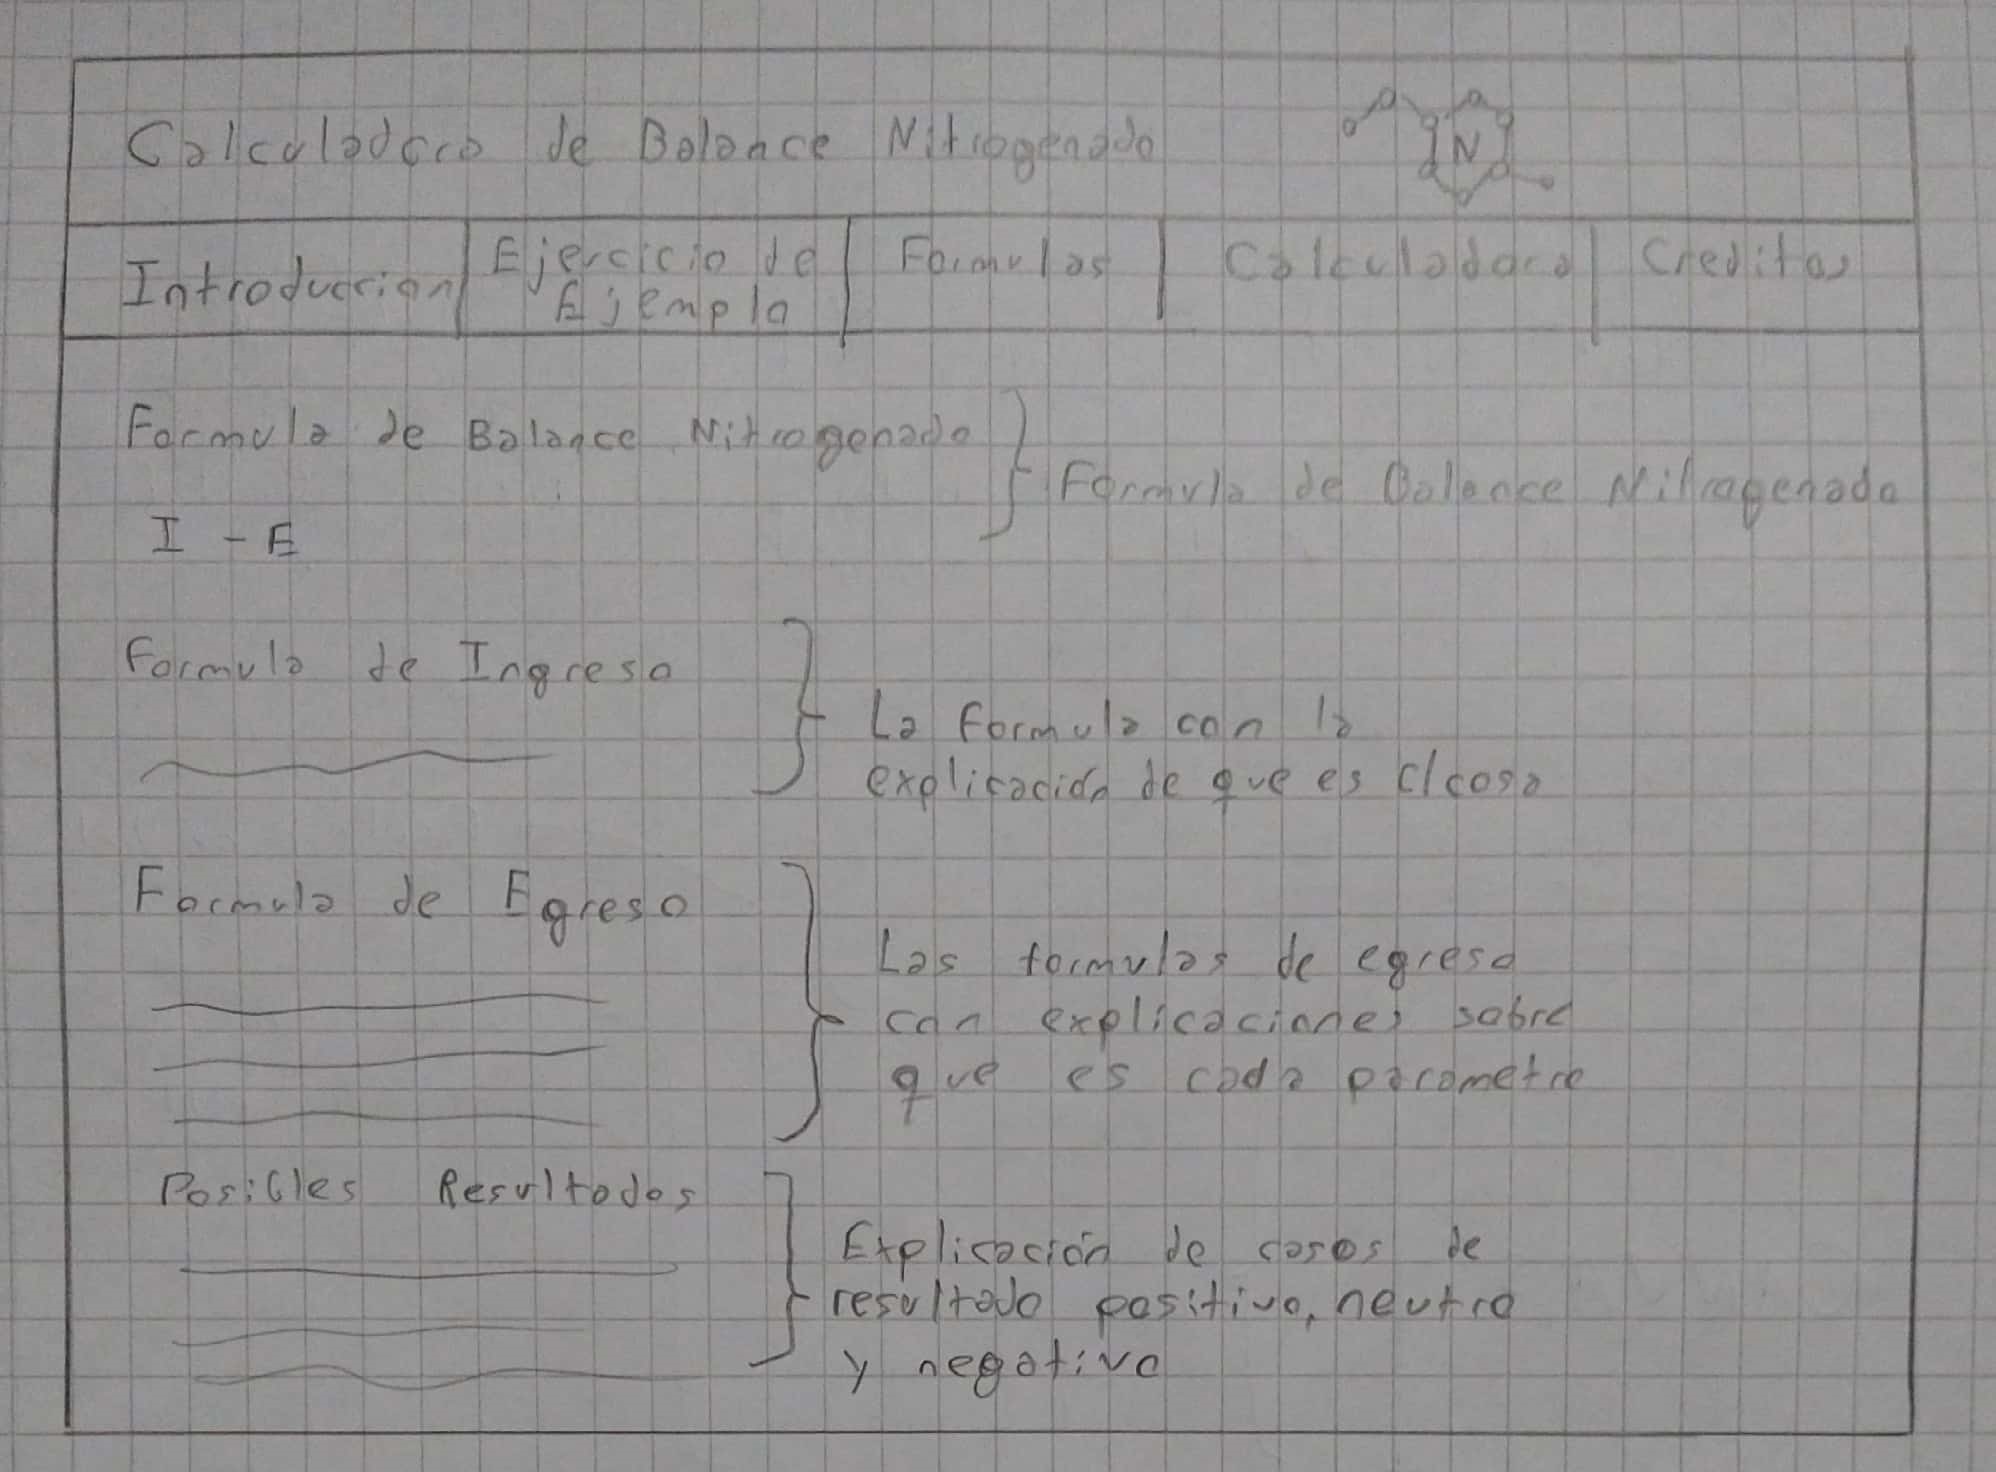 Calculadora de Balance Nitrogenado
N
Introduccion
Ejercicio de
Ejemplo
Formulas
Calculadora
Creditos
Formula de Balance Nitrogenado
Formula de Balance Nitrogenado
I - E
Formula de Ingreso
La formula con la
explicación de que es c/cosa
Formula de Egreso
Las formulas de egreso
con explicaciones sobre
que es cada parametro
Posibles Resultados
Explicación de casos de
resultado positivo, neutro
y negativo